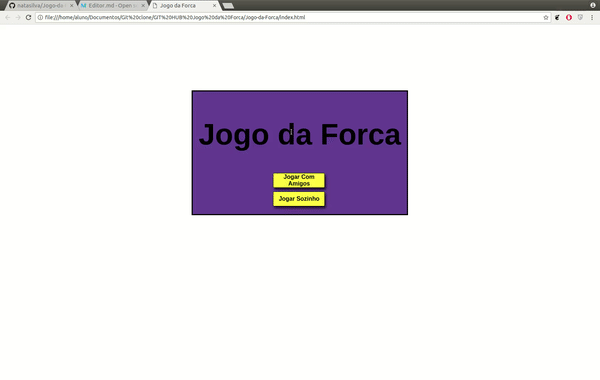 natasilva/Jogo-da-
Editor.md - Open
Jogo da Forca
file:///home/aluno/Documentos/Git%20clone/GIT%20HUB%20Jogo%20da%20Forca/Jogo-da-Forca/index.html
Jogo da Forca
Jogar Com
Amigos
Jogar Sozinho